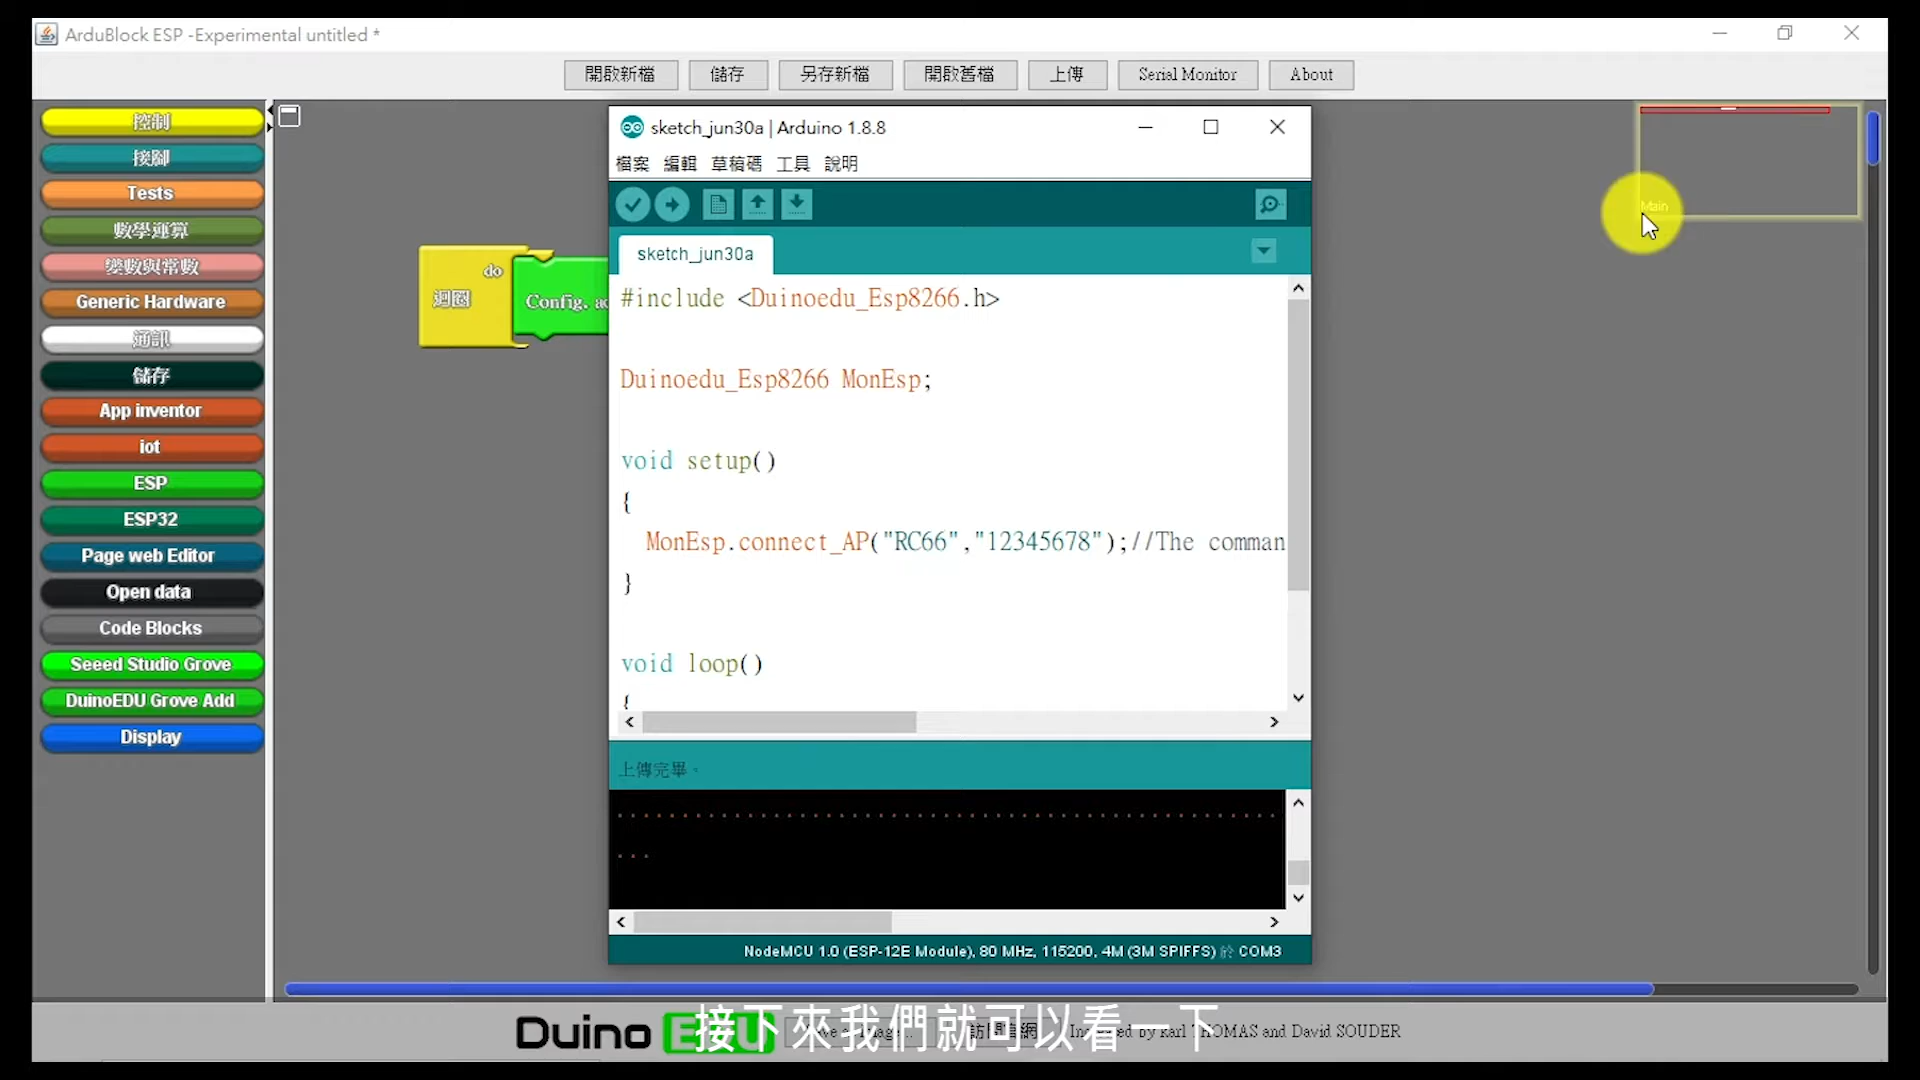 ArduBlock ESP -Experimental untitled *
開啟新檔 儲存 另存新檔 開啟舊檔 上傳 Serial Monitor About
控制
接腳
Tests
數學運算
變數與常數
Generic Hardware
通訊
儲存
App inventor
iot
ESP
ESP32
Page web Editor
Open data
Code Blocks
Seeed Studio Grove
DuinoEDU Grove Add
Display
do
迴圈
Config. ac
sketch_jun30a | Arduino 1.8.8
檔案 編輯 草稿碼 工具 說明
sketch_jun30a
#include <Duinoedu_Esp8266.h>
Duinoedu_Esp8266 MonEsp;
void setup()
{
MonEsp.connect_AP("RC66","12345678");//The comman
}
void loop()
{
上傳完畢。
....................................................
...
NodeMCU 1.0 (ESP-12E Module), 80 MHz, 115200, 4M (3M SPIFFS) 於 COM3
Main
Duino EDU
by Karl THOMAS and David SOUDER
接下來我們就可以看一下